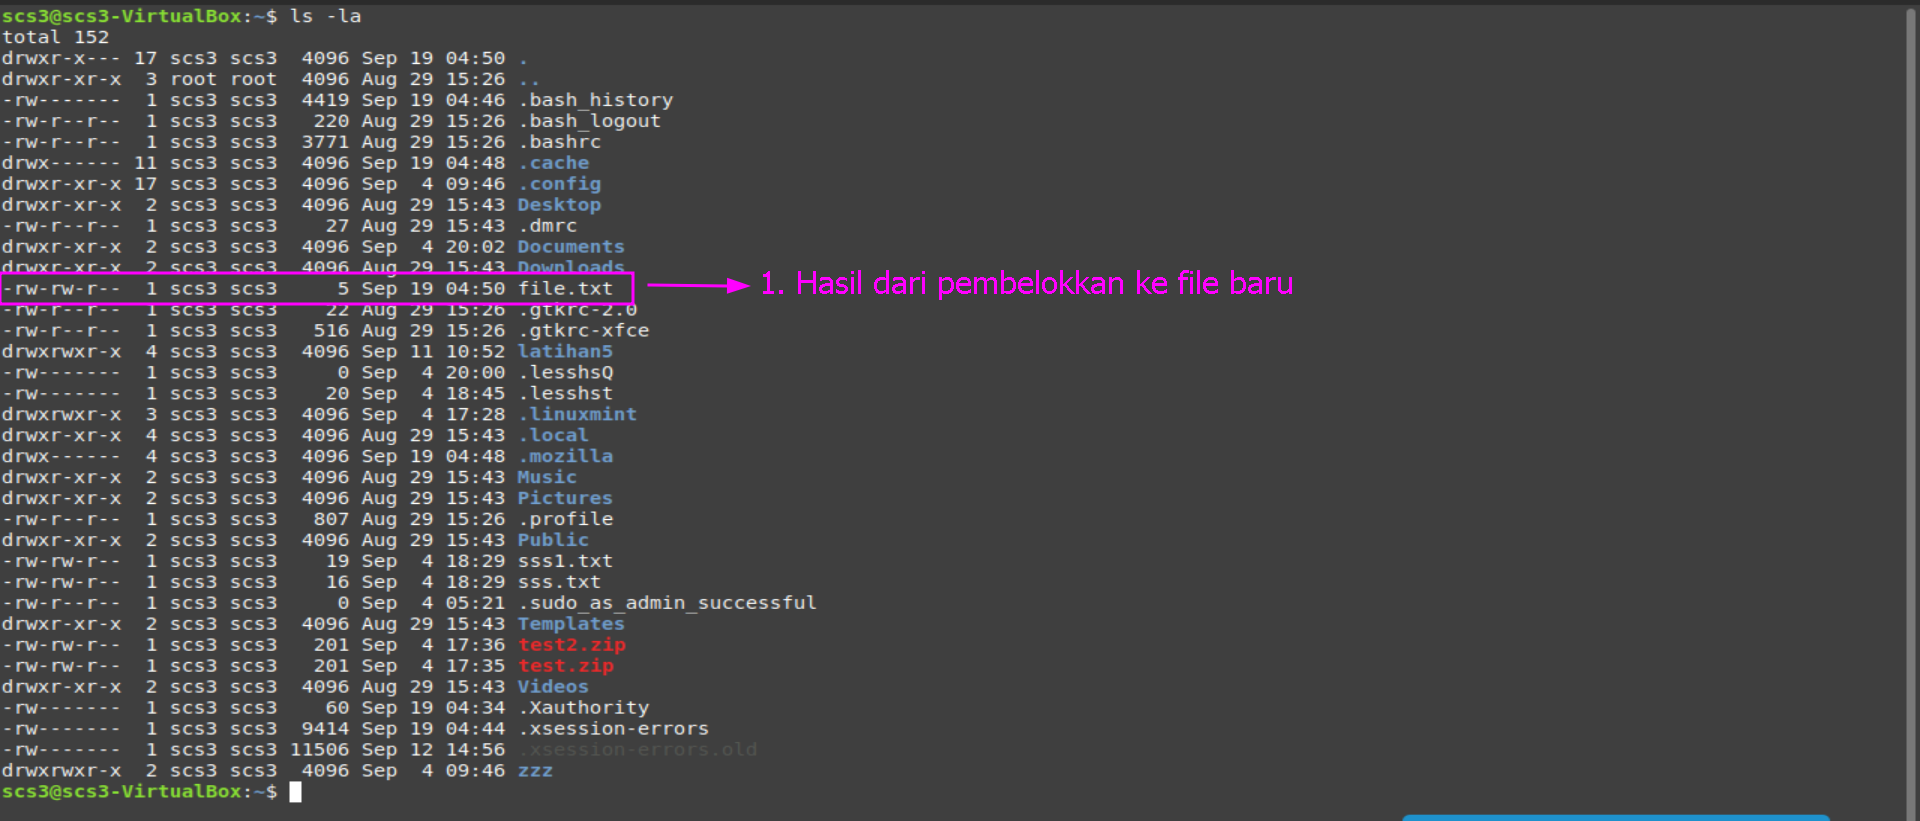 scs3@scs3-VirtualBox:~$ ls -la
total 152
drwxr-x--- 17 scs3 scs3  4096 Sep 19 04:50 .
drwxr-xr-x  3 root root  4096 Aug 29 15:26 ..
-rw-------  1 scs3 scs3  4419 Sep 19 04:46 .bash_history
-rw-r--r--  1 scs3 scs3   220 Aug 29 15:26 .bash_logout
-rw-r--r--  1 scs3 scs3  3771 Aug 29 15:26 .bashrc
drwx------ 11 scs3 scs3  4096 Sep 19 04:48 .cache
drwxr-xr-x 17 scs3 scs3  4096 Sep  4 09:46 .config
drwxr-xr-x  2 scs3 scs3  4096 Aug 29 15:43 Desktop
-rw-r--r--  1 scs3 scs3    27 Aug 29 15:43 .dmrc
drwxr-xr-x  2 scs3 scs3  4096 Sep  4 20:02 Documents
drwxr-xr-x  2 scs3 scs3  4096 Aug 29 15:43 Downloads
-rw-rw-r--  1 scs3 scs3     5 Sep 19 04:50 file.txt
1. Hasil dari pembelokkan ke file baru
-rw-r--r--  1 scs3 scs3    22 Aug 29 15:26 .gtkrc-2.0
-rw-r--r--  1 scs3 scs3   516 Aug 29 15:26 .gtkrc-xfce
drwxrwxr-x  4 scs3 scs3  4096 Sep 11 10:52 latihan5
-rw-------  1 scs3 scs3     0 Sep  4 20:00 .lesshsQ
-rw-------  1 scs3 scs3    20 Sep  4 18:45 .lesshst
drwxrwxr-x  3 scs3 scs3  4096 Sep  4 17:28 .linuxmint
drwxr-xr-x  4 scs3 scs3  4096 Aug 29 15:43 .local
drwx------  4 scs3 scs3  4096 Sep 19 04:48 .mozilla
drwxr-xr-x  2 scs3 scs3  4096 Aug 29 15:43 Music
drwxr-xr-x  2 scs3 scs3  4096 Aug 29 15:43 Pictures
-rw-r--r--  1 scs3 scs3   807 Aug 29 15:26 .profile
drwxr-xr-x  2 scs3 scs3  4096 Aug 29 15:43 Public
-rw-rw-r--  1 scs3 scs3    19 Sep  4 18:29 sss1.txt
-rw-rw-r--  1 scs3 scs3    16 Sep  4 18:29 sss.txt
-rw-r--r--  1 scs3 scs3     0 Sep  4 05:21 .sudo_as_admin_successful
drwxr-xr-x  2 scs3 scs3  4096 Aug 29 15:43 Templates
-rw-rw-r--  1 scs3 scs3   201 Sep  4 17:36 test2.zip
-rw-rw-r--  1 scs3 scs3   201 Sep  4 17:35 test.zip
drwxr-xr-x  2 scs3 scs3  4096 Aug 29 15:43 Videos
-rw-------  1 scs3 scs3    60 Sep 19 04:34 .Xauthority
-rw-------  1 scs3 scs3  9414 Sep 19 04:44 .xsession-errors
-rw-------  1 scs3 scs3 11506 Sep 12 14:56 .xsession-errors.old
drwxrwxr-x  2 scs3 scs3  4096 Sep  4 09:46 zzz
scs3@scs3-VirtualBox:~$